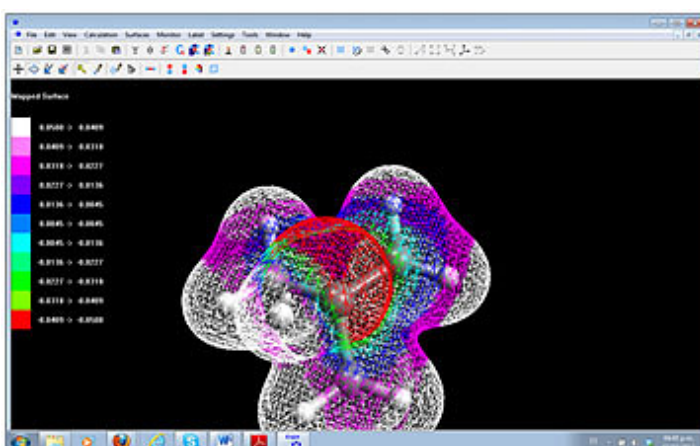 File Edit View Calculation Surfaces Monitor Label Settings Tools Window Help
Mapped Surface
0.0500 -> 0.0409
0.0409 -> 0.0318
0.0318 -> 0.0227
0.0227 -> 0.0136
0.0136 -> 0.0045
0.0045 -> -0.0045
-0.0045 -> -0.0136
-0.0136 -> -0.0227
-0.0227 -> -0.0318
-0.0318 -> -0.0409
-0.0409 -> -0.0500